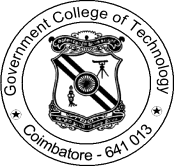 Government College of Technology
Coimbatore - 641 013